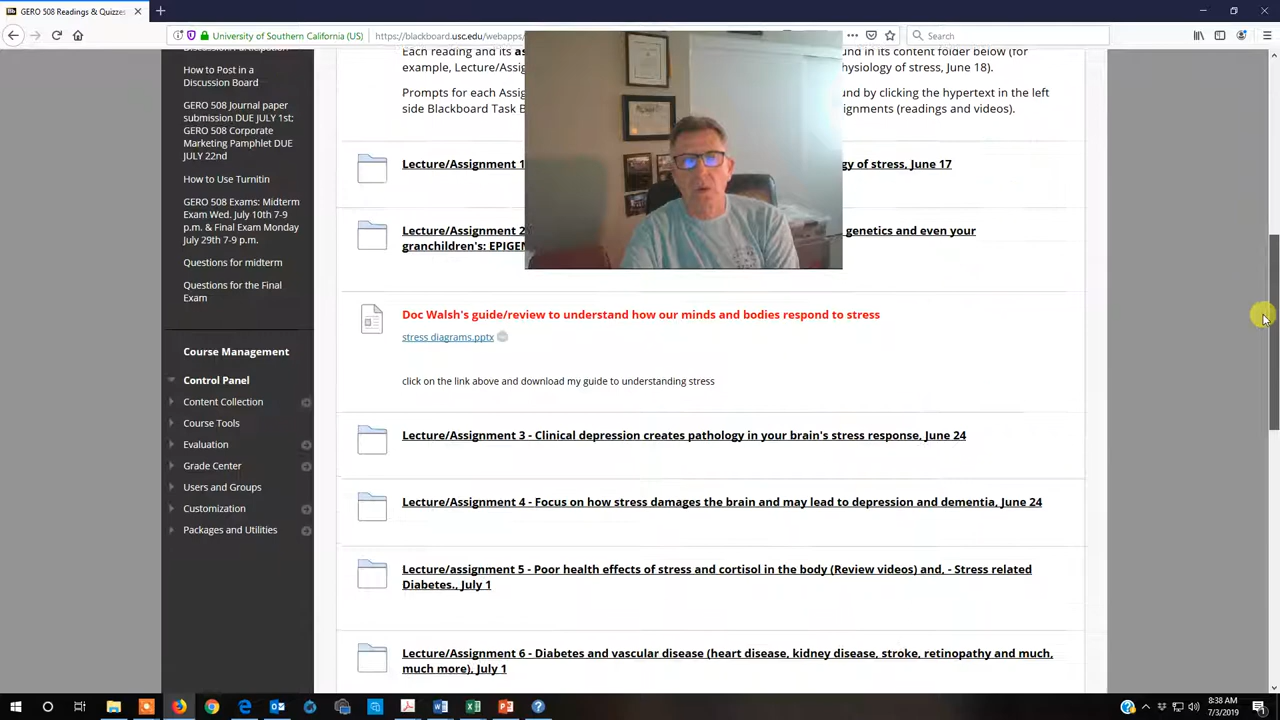 GERO 508 Readings & Quizzes
University of Southern California (US)
https://blackboard.usc.edu/webapps/
Search
How to Post in a
Discussion Board
GERO 508 Journal paper
submission DUE JULY 1st;
GERO 508 Corporate
Marketing Pamphlet DUE
JULY 22nd
How to Use Turnitin
GERO 508 Exams: Midterm
Exam Wed. July 10th 7-9
p.m. & Final Exam Monday
July 29th 7-9 p.m.
Questions for midterm
Questions for the Final
Exam
Course Management
Control Panel
Content Collection
Course Tools
Evaluation
Grade Center
Users and Groups
Customization
Packages and Utilities
Each reading and its
und in its content folder below (for
example, Lecture/Assig
hysiology of stress, June 18).
Prompts for each Assig
und by clicking the hypertext in the left
side Blackboard Task B
ignments (readings and videos).
Lecture/Assignment 1
gy of stress, June 17
Lecture/Assignment 2
genetics and even your
granchildren's: EPIGEN
Doc Walsh's guide/review to understand how our minds and bodies respond to stress
stress diagrams.pptx
click on the link above and download my guide to understanding stress
Lecture/Assignment 3 - Clinical depression creates pathology in your brain's stress response, June 24
Lecture/Assignment 4 - Focus on how stress damages the brain and may lead to depression and dementia, June 24
Lecture/assignment 5 - Poor health effects of stress and cortisol in the body (Review videos) and, - Stress related
Diabetes., July 1
Lecture/Assignment 6 - Diabetes and vascular disease (heart disease, kidney disease, stroke, retinopathy and much,
much more), July 1
8:38 AM
7/3/2019